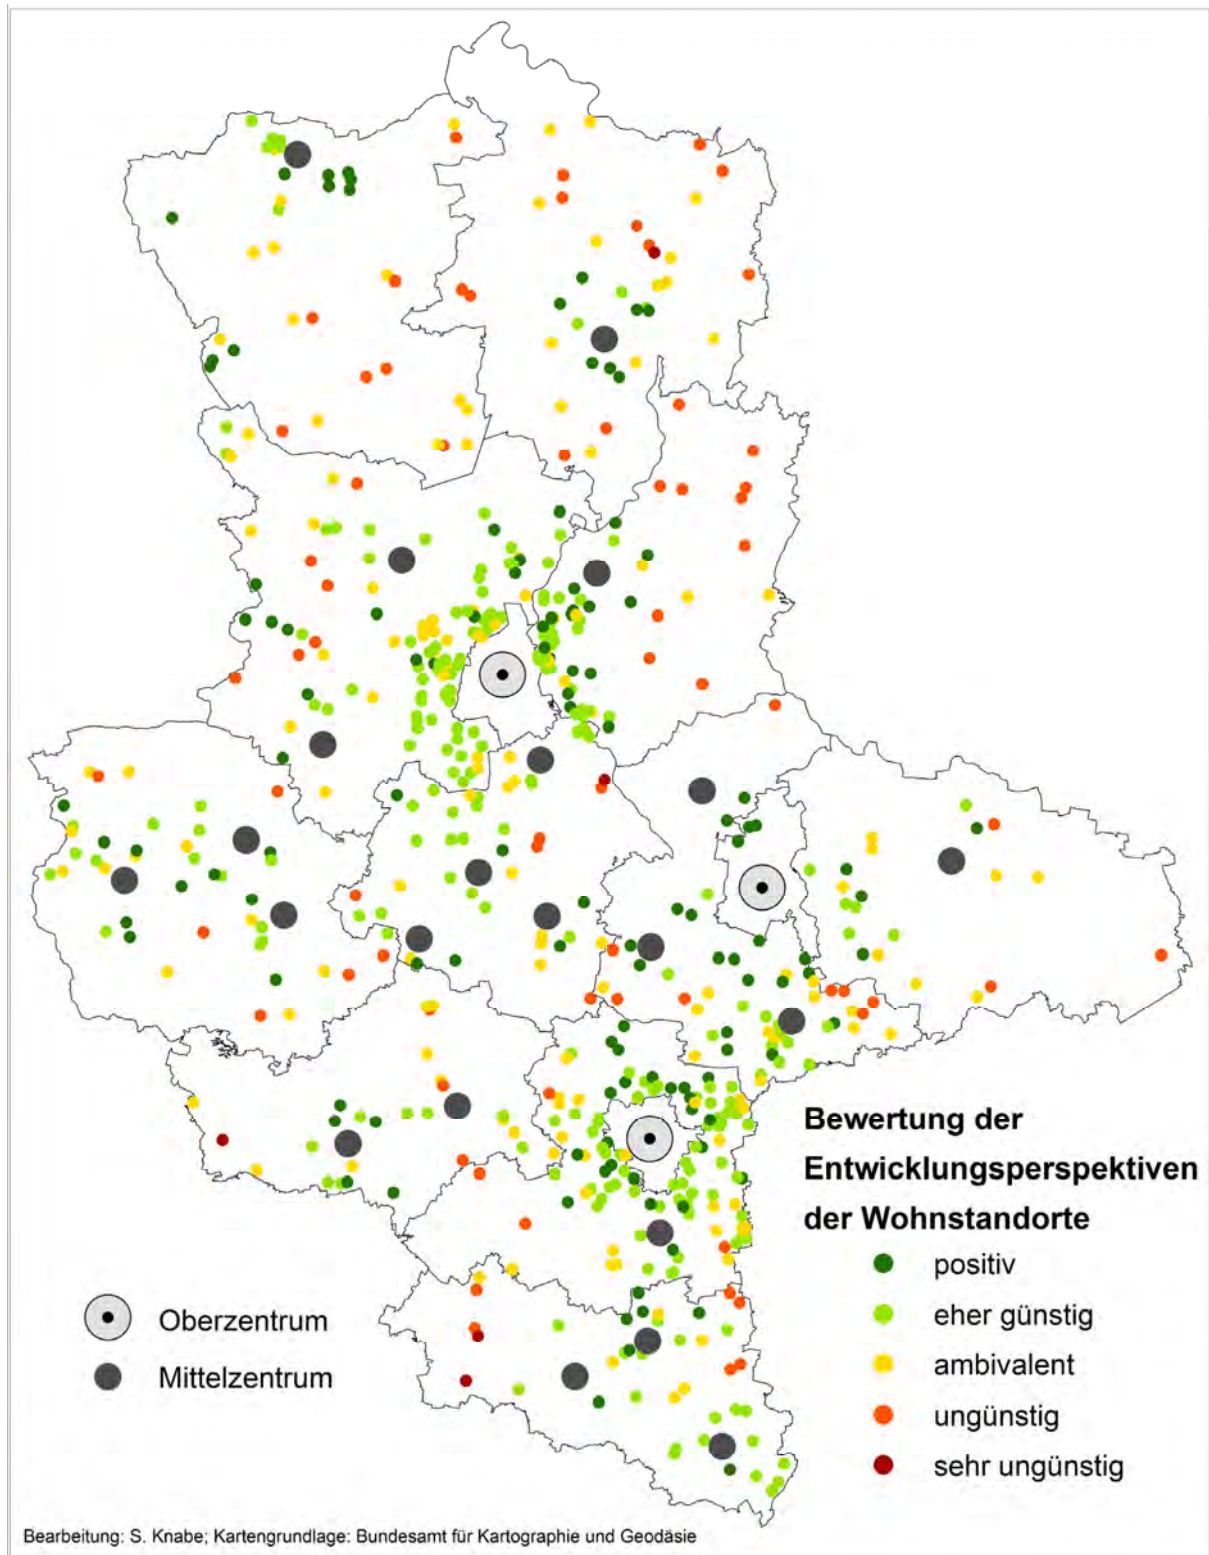 Bewertung der
Entwicklungsperspektiven
der Wohnstandorte
positiv
eher günstig
ambivalent
ungünstig
sehr ungünstig
Oberzentrum
Mittelzentrum
Bearbeitung: S. Knabe; Kartengrundlage: Bundesamt für Kartographie und Geodäsie